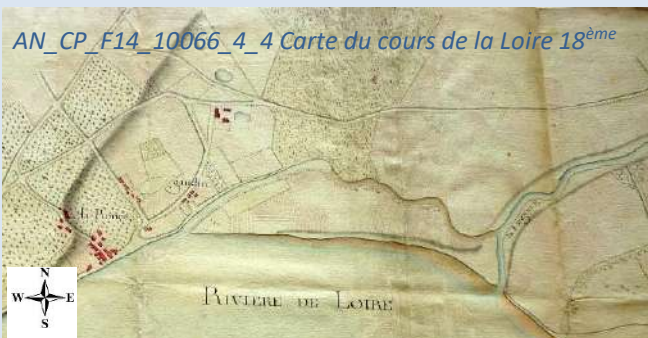 AN_CP_F14_10066_4_4 Carte du cours de la Loire 18ème
RIVIERE DE LOIRE
N
W E
S